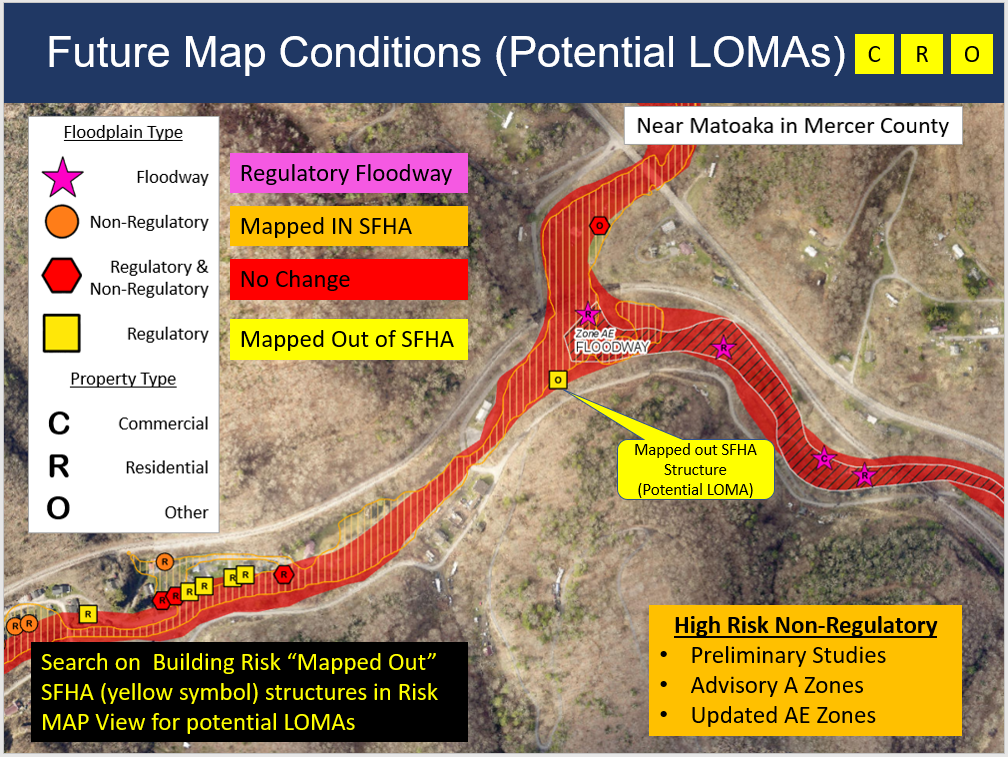 Future Map Conditions (Potential LOMAs) C R O
Near Matoaka in Mercer County
Floodplain Type
Floodway
Non-Regulatory
Regulatory &
Non-Regulatory
Regulatory
Property Type
C Commercial
R Residential
O Other
Regulatory Floodway
Mapped IN SFHA
No Change
Mapped Out of SFHA
O
R
Zone AE
FLOODWAY
R
O
Mapped out SFHA
Structure
(Potential LOMA)
R
R
R R R R R R R
R
R R
Search on Building Risk “Mapped Out”
SFHA (yellow symbol) structures in Risk
MAP View for potential LOMAs
High Risk Non-Regulatory
• Preliminary Studies
• Advisory A Zones
• Updated AE Zones